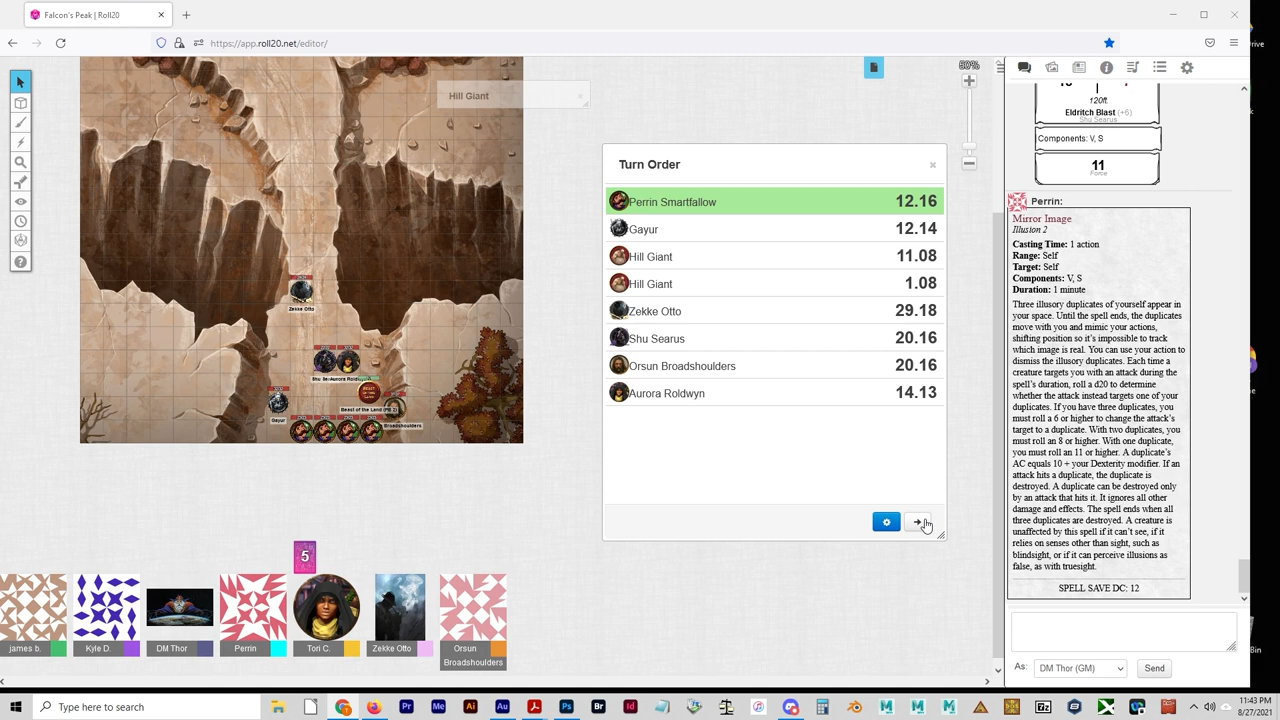 Falcon's Peak | Roll20
https://app.roll20.net/editor/
Hill Giant
80%
Turn Order
Perrin Smartfallow 12.16
Gayur 12.14
Hill Giant 11.08
Hill Giant 1.08
Zekke Otto 29.18
Shu Searus 20.16
Orsun Broadshoulders 20.16
Aurora Roldwyn 14.13
Zekke Otto
Gayur
Beast of the Land (PB 2)
Broadshoulders
5
james b.
Kyle D.
DM Thor
Perrin
Tori C.
Zekke Otto
Orsun
Broadshoulders
120ft.
Eldritch Blast (+6)
Shu Searus
Components: V, S
11
Force
Perrin:
Mirror Image
Illusion 2
Casting Time: 1 action
Range: Self
Target: Self
Components: V, S
Duration: 1 minute
Three illusory duplicates of yourself appear in
your space. Until the spell ends, the duplicates
move with you and mimic your actions,
shifting position so it's impossible to track
which image is real. You can use your action to
dismiss the illusory duplicates. Each time a
creature targets you with an attack during the
spell's duration, roll a d20 to determine
whether the attack instead targets one of your
duplicates. If you have three duplicates, you
must roll a 6 or higher to change the attack's
target to a duplicate. With two duplicates, you
must roll an 8 or higher. With one duplicate,
you must roll an 11 or higher. A duplicate's
AC equals 10 + your Dexterity modifier. If an
attack hits a duplicate, the duplicate is
destroyed. A duplicate can be destroyed only
by an attack that hits it. It ignores all other
damage and effects. The spell ends when all
three duplicates are destroyed. A creature is
unaffected by this spell if it can't see, if it
relies on senses other than sight, such as
blindsight, or if it can perceive illusions as
false, as with truesight.
SPELL SAVE DC: 12
As: DM Thor (GM) Send
Type here to search
11:43 PM
8/27/2021